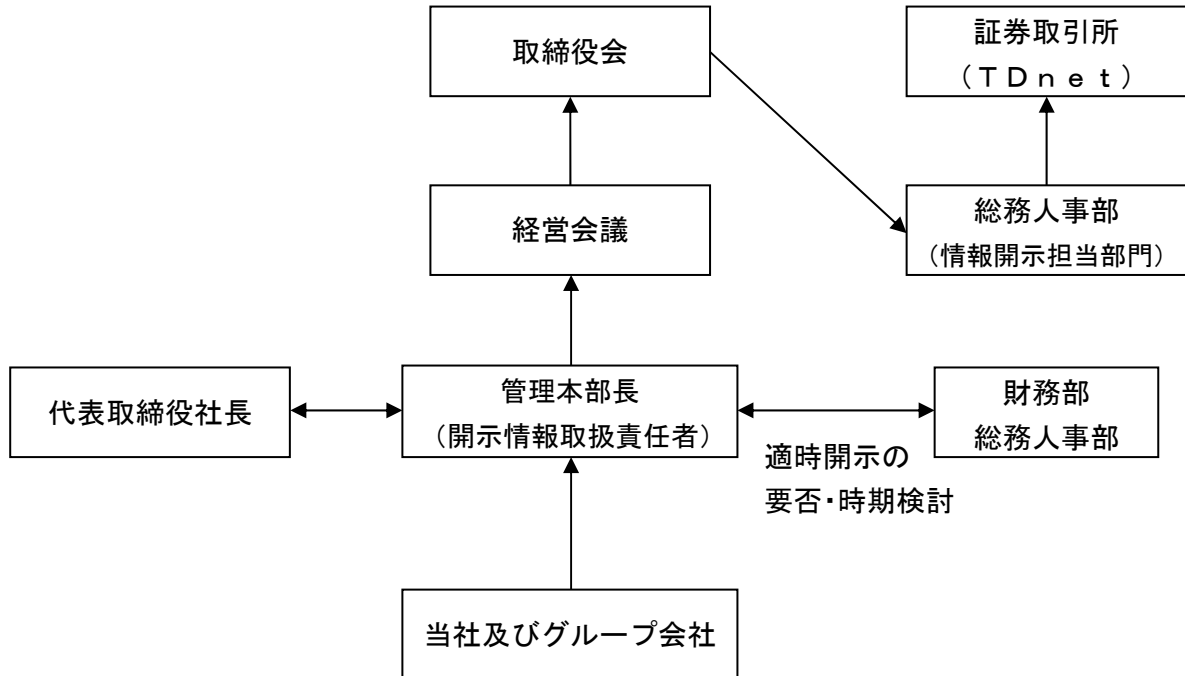 取締役会
証券取引所
（ＴＤｎｅｔ）
経営会議
総務人事部
（情報開示担当部門）
代表取締役社長
管理本部長
（開示情報取扱責任者）
財務部
総務人事部
適時開示の
要否・時期検討
当社及びグループ会社